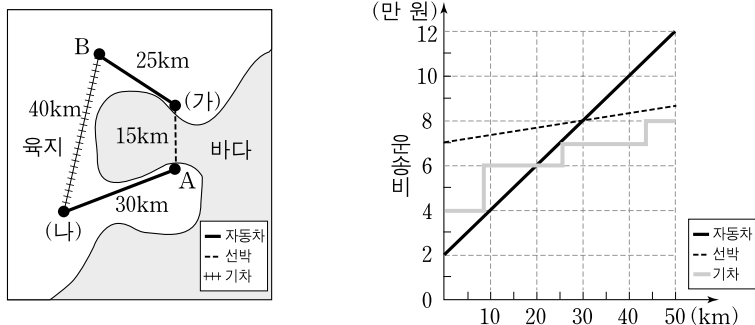 B
25km
(가)
40km
육지
15km
바다
A
30km
(나)
자동차
선박
기차
(만 원)
12
10
8
6
4
2
0
운송비
10 20 30 40 50 (km)
자동차
선박
기차